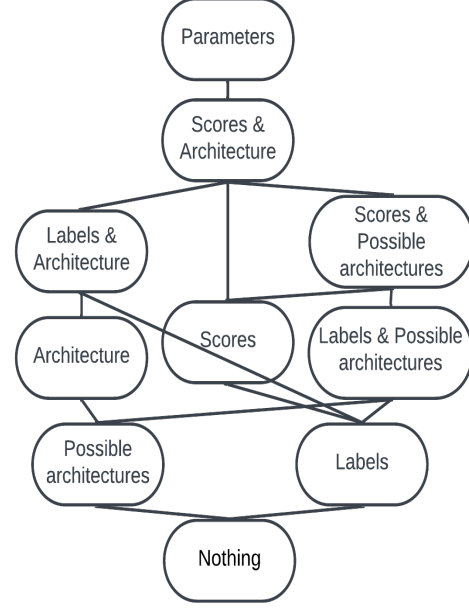 Parameters
Scores &
Architecture
Labels &
Architecture
Scores &
Possible
architectures
Architecture
Scores
Labels & Possible
architectures
Possible
architectures
Labels
Nothing